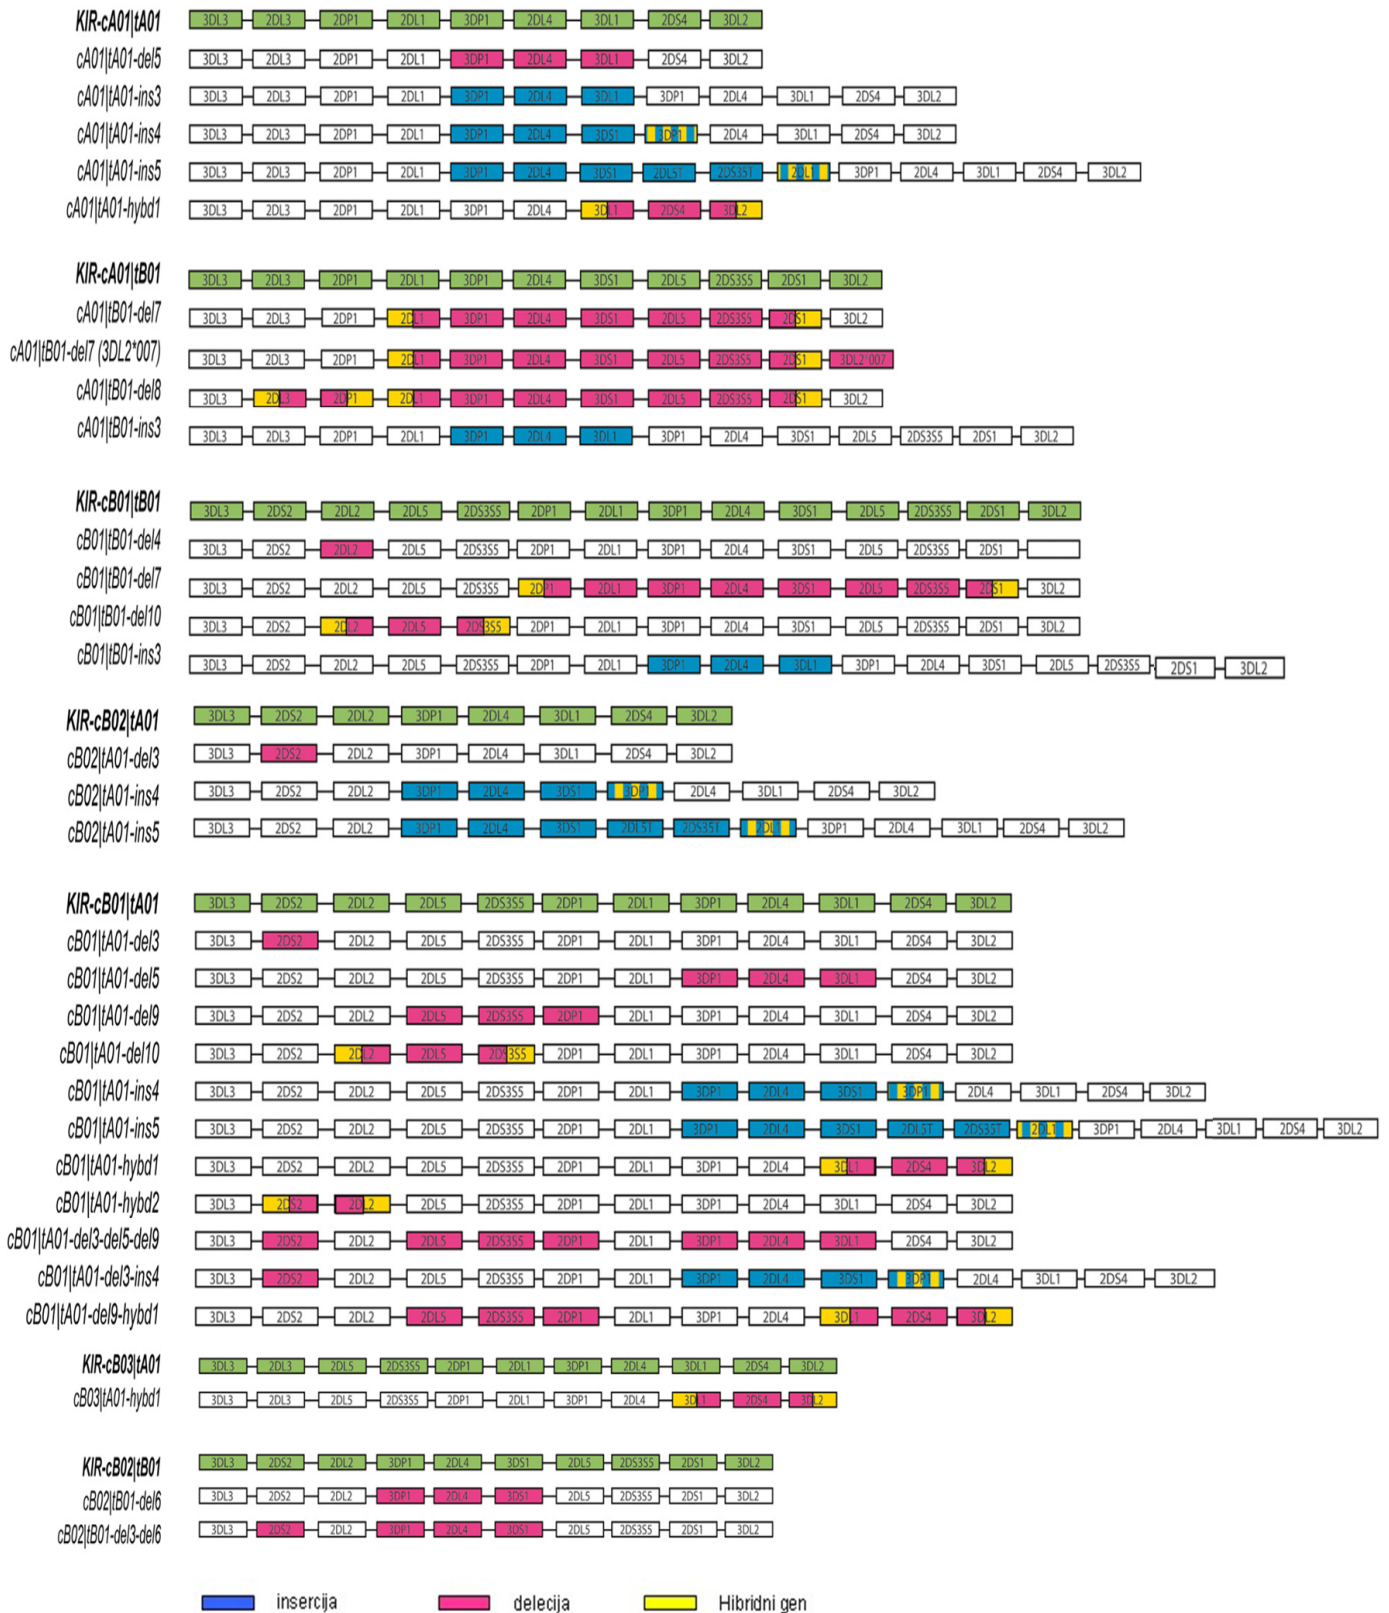 KIR-cA01|tA01 3DL3 2DL3 2DP1 2DL1 3DP1 2DL4 3DL1 2DS4 3DL2
cA01|tA01-del5 3DL3 2DL3 2DP1 2DL1 3DP1 2DL4 3DL1 2DS4 3DL2
cA01|tA01-ins3 3DL3 2DL3 2DP1 2DL1 3DP1 2DL4 3DL1 3DP1 2DL4 3DL1 2DS4 3DL2
cA01|tA01-ins4 3DL3 2DL3 2DP1 2DL1 3DP1 2DL4 3DS1 3DP1 2DL4 3DL1 2DS4 3DL2
cA01|tA01-ins5 3DL3 2DL3 2DP1 2DL1 3DP1 2DL4 3DS1 2DL5T 2DS35T 2DL1 3DP1 2DL4 3DL1 2DS4 3DL2
cA01|tA01-hybd1 3DL3 2DL3 2DP1 2DL1 3DP1 2DL4 3DL1 2DS4 3DL2
KIR-cA01|tB01 3DL3 2DL3 2DP1 2DL1 3DP1 2DL4 3DS1 2DL5 2DS3S5 2DS1 3DL2
cA01|tB01-del7 3DL3 2DL3 2DP1 2DL1 3DP1 2DL4 3DS1 2DL5 2DS3S5 2DS1 3DL2
cA01|tB01-del7 (3DL2*007) 3DL3 2DL3 2DP1 2DL1 3DP1 2DL4 3DS1 2DL5 2DS3S5 2DS1 3DL2*007
cA01|tB01-del8 3DL3 2DL3 2DP1 2DL1 3DP1 2DL4 3DS1 2DL5 2DS3S5 2DS1 3DL2
cA01|tB01-ins3 3DL3 2DL3 2DP1 2DL1 3DP1 2DL4 3DL1 3DP1 2DL4 3DS1 2DL5 2DS3S5 2DS1 3DL2
KIR-cB01|tB01 3DL3 2DS2 2DL2 2DL5 2DS3S5 2DP1 2DL1 3DP1 2DL4 3DS1 2DL5 2DS3S5 2DS1 3DL2
cB01|tB01-del4 3DL3 2DS2 2DL2 2DL5 2DS3S5 2DP1 2DL1 3DP1 2DL4 3DS1 2DL5 2DS3S5 2DS1
cB01|tB01-del7 3DL3 2DS2 2DL2 2DL5 2DS3S5 2DP1 2DL1 3DP1 2DL4 3DS1 2DL5 2DS3S5 2DS1 3DL2
cB01|tB01-del10 3DL3 2DS2 2DL2 2DL5 2DS3S5 2DP1 2DL1 3DP1 2DL4 3DS1 2DL5 2DS3S5 2DS1 3DL2
cB01|tB01-ins3 3DL3 2DS2 2DL2 2DL5 2DS3S5 2DP1 2DL1 3DP1 2DL4 3DL1 3DP1 2DL4 3DS1 2DL5 2DS3S5 2DS1 3DL2
KIR-cB02|tA01 3DL3 2DS2 2DL2 3DP1 2DL4 3DL1 2DS4 3DL2
cB02|tA01-del3 3DL3 2DS2 2DL2 3DP1 2DL4 3DL1 2DS4 3DL2
cB02|tA01-ins4 3DL3 2DS2 2DL2 3DP1 2DL4 3DS1 3DP1 2DL4 3DL1 2DS4 3DL2
cB02|tA01-ins5 3DL3 2DS2 2DL2 3DP1 2DL4 3DS1 2DL5T 2DS35T 2DL1 3DP1 2DL4 3DL1 2DS4 3DL2
KIR-cB01|tA01 3DL3 2DS2 2DL2 2DL5 2DS3S5 2DP1 2DL1 3DP1 2DL4 3DL1 2DS4 3DL2
cB01|tA01-del3 3DL3 2DS2 2DL2 2DL5 2DS3S5 2DP1 2DL1 3DP1 2DL4 3DL1 2DS4 3DL2
cB01|tA01-del5 3DL3 2DS2 2DL2 2DL5 2DS3S5 2DP1 2DL1 3DP1 2DL4 3DL1 2DS4 3DL2
cB01|tA01-del9 3DL3 2DS2 2DL2 2DL5 2DS3S5 2DP1 2DL1 3DP1 2DL4 3DL1 2DS4 3DL2
cB01|tA01-del10 3DL3 2DS2 2DL2 2DL5 2DS3S5 2DP1 2DL1 3DP1 2DL4 3DL1 2DS4 3DL2
cB01|tA01-ins4 3DL3 2DS2 2DL2 2DL5 2DS3S5 2DP1 2DL1 3DP1 2DL4 3DS1 3DP1 2DL4 3DL1 2DS4 3DL2
cB01|tA01-ins5 3DL3 2DS2 2DL2 2DL5 2DS3S5 2DP1 2DL1 3DP1 2DL4 3DS1 2DL5T 2DS35T 2DL1 3DP1 2DL4 3DL1 2DS4 3DL2
cB01|tA01-hybd1 3DL3 2DS2 2DL2 2DL5 2DS3S5 2DP1 2DL1 3DP1 2DL4 3DL1 2DS4 3DL2
cB01|tA01-hybd2 3DL3 2DS2 2DL2 2DL5 2DS3S5 2DP1 2DL1 3DP1 2DL4 3DL1 2DS4 3DL2
cB01|tA01-del3-del5-del9 3DL3 2DS2 2DL2 2DL5 2DS3S5 2DP1 2DL1 3DP1 2DL4 3DL1 2DS4 3DL2
cB01|tA01-del3-ins4 3DL3 2DS2 2DL2 2DL5 2DS3S5 2DP1 2DL1 3DP1 2DL4 3DS1 3DP1 2DL4 3DL1 2DS4 3DL2
cB01|tA01-del9-hybd1 3DL3 2DS2 2DL2 2DL5 2DS3S5 2DP1 2DL1 3DP1 2DL4 3DL1 2DS4 3DL2
KIR-cB03|tA01 3DL3 2DL3 2DL5 2DS3S5 2DP1 2DL1 3DP1 2DL4 3DL1 2DS4 3DL2
cB03|tA01-hybd1 3DL3 2DL3 2DL5 2DS3S5 2DP1 2DL1 3DP1 2DL4 3DL1 2DS4 3DL2
KIR-cB02|tB01 3DL3 2DS2 2DL2 3DP1 2DL4 3DS1 2DL5 2DS3S5 2DS1 3DL2
cB02|tB01-del6 3DL3 2DS2 2DL2 3DP1 2DL4 3DS1 2DL5 2DS3S5 2DS1 3DL2
cB02|tB01-del3-del6 3DL3 2DS2 2DL2 3DP1 2DL4 3DS1 2DL5 2DS3S5 2DS1 3DL2
insercija delecija Hibridni gen